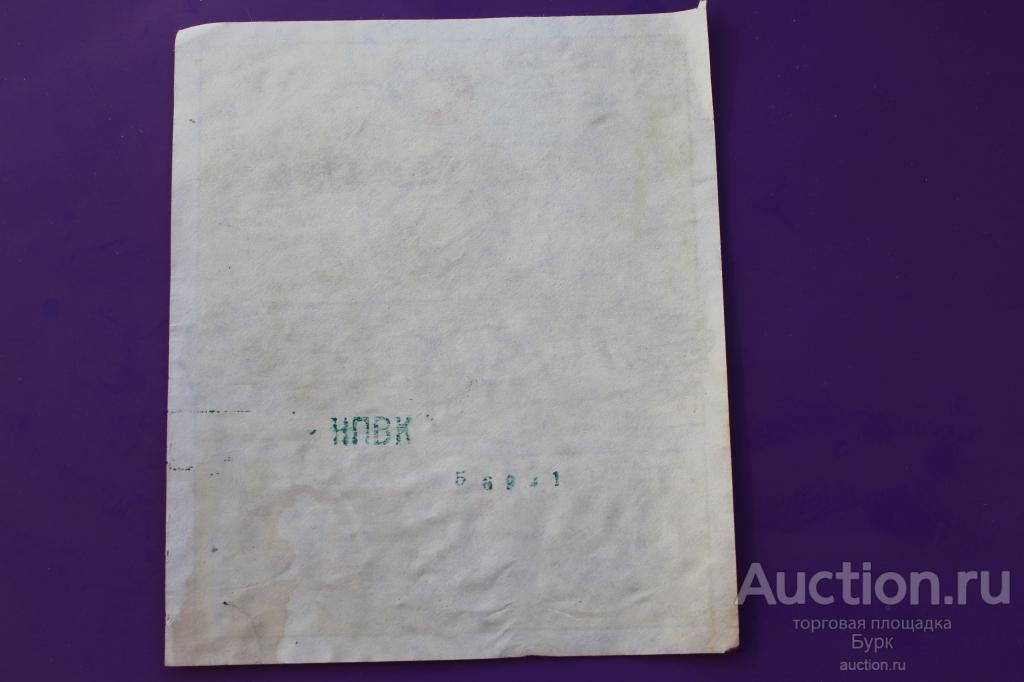 НПВК
Auction.ru
торговая площадка
Бурк
auction.ru